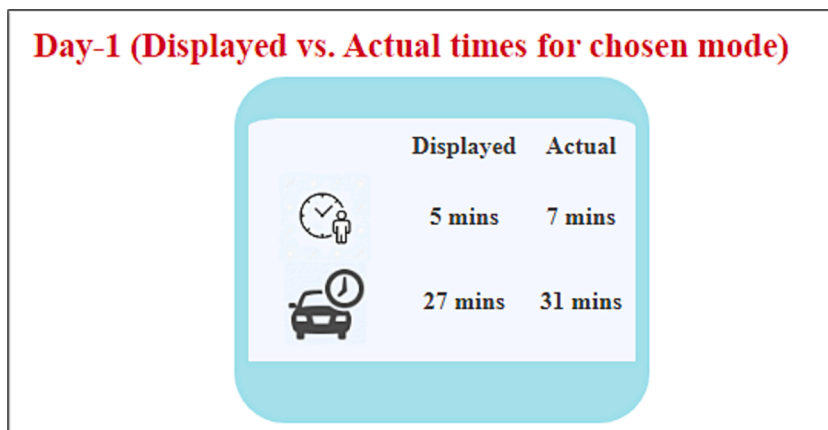 Day-1 (Displayed vs. Actual times for chosen mode)
Displayed Actual
5 mins 7 mins
27 mins 31 mins